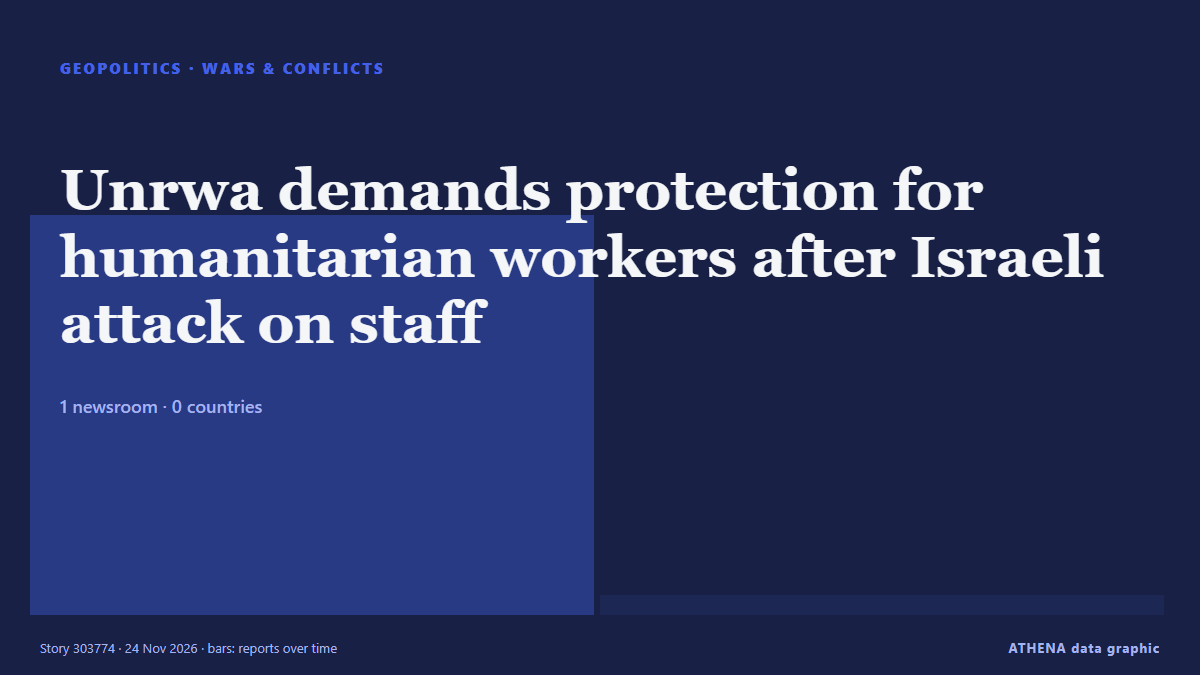 GEOPOLITICS · WARS & CONFLICTS
Unrwa demands protection for
humanitarian workers after Israeli
attack on staff
1 newsroom · 0 countries
Story 303774 · 24 Nov 2026 · bars: reports over time
ATHENA data graphic